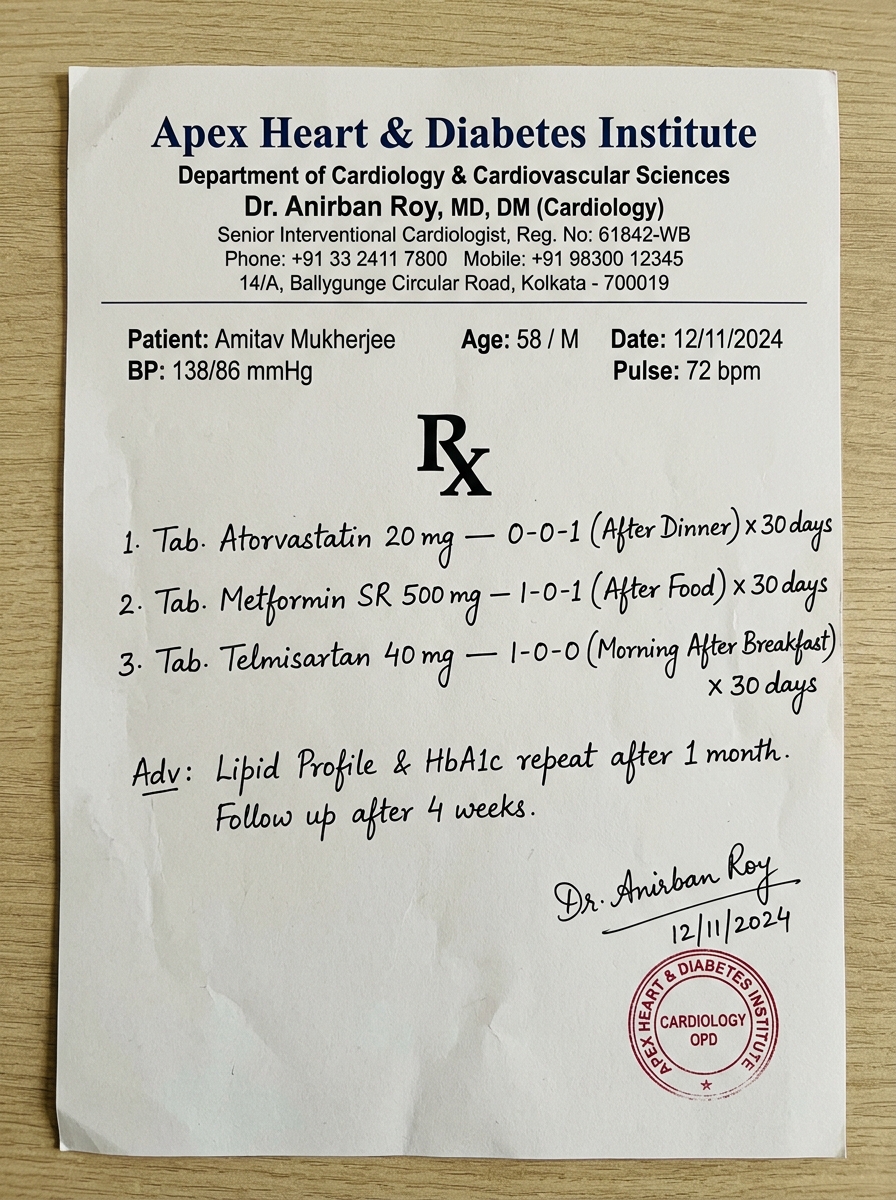 Apex Heart & Diabetes Institute
Department of Cardiology & Cardiovascular Sciences
Dr. Anirban Roy, MD, DM (Cardiology)
Senior Interventional Cardiologist, Reg. No: 61842-WB
Phone: +91 33 2411 7800 Mobile: +91 98300 12345
14/A, Ballygunge Circular Road, Kolkata - 700019
Patient: Amitav Mukherjee Age: 58 / M Date: 12/11/2024
BP: 138/86 mmHg Pulse: 72 bpm
Rx
1. Tab. Atorvastatin 20 mg — 0-0-1 (After Dinner) x 30 days
2. Tab. Metformin SR 500 mg — 1-0-1 (After Food) x 30 days
3. Tab. Telmisartan 40 mg — 1-0-0 (Morning After Breakfast)
x 30 days
Adv: Lipid Profile & HbA1c repeat after 1 month.
Follow up after 4 weeks.
Dr. Anirban Roy
12/11/2024
APEX HEART & DIABETES INSTITUTE
CARDIOLOGY
OPD